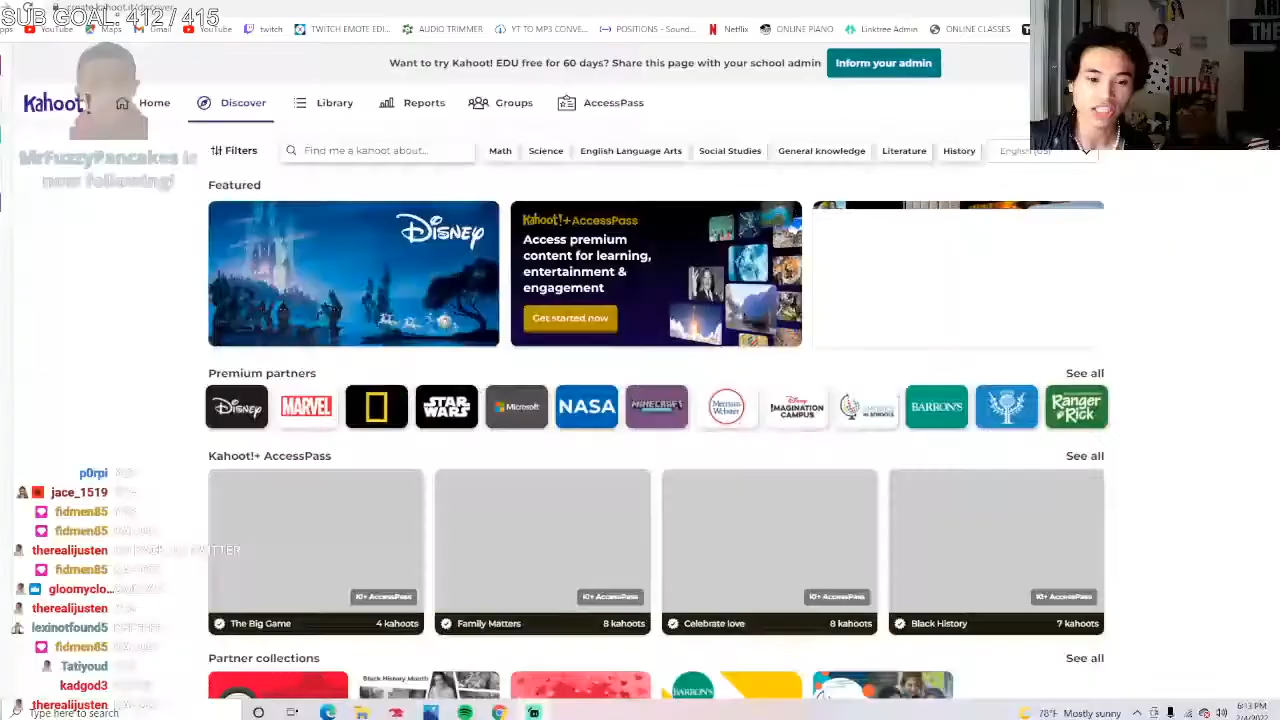 SUB GOAL: 412 / 415
create.kahoot.it/discover
YouTube Maps Gmail YouTube twitch TWITCH EMOTE EDI... AUDIO TRIMMER YT TO MP3 CONVE... POSITIONS - Soun... Netflix ONLINE PIANO Linktree Admin ONLINE CLASSES
Want to try Kahoot! EDU free for 60 days? Share this page with your school admin Inform your admin
Kahoot! Home Discover Library Reports Groups AccessPass
MrFuzzyPancakes is
now following!
Filters Find me a kahoot about... Math Science English Language Arts Social Studies General knowledge Literature History English (US)
Featured
Disney
Kahoot!+AccessPass
Access premium
content for learning,
entertainment &
engagement
Get started now
Premium partners See all
Disney MARVEL STAR WARS Microsoft NASA MINECRAFT Merriam-Webster Disney IMAGINATION CAMPUS BARRON'S Ranger Rick
Kahoot!+ AccessPass See all
K!+ AccessPass K!+ AccessPass K!+ AccessPass K!+ AccessPass
The Big Game 4 kahoots Family Matters 8 kahoots Celebrate love 8 kahoots Black History 7 kahoots
Partner collections See all
Black History Month
BARRON'S
p0rpi
jace_1519
fidmen85
fidmen85
therealijusten
fidmen85
gloomyclo...
therealijusten
lexinotfound5
fidmen85
Tatiyoud
kadgod3
therealijusten
Type here to search
78°F Mostly sunny
6:13 PM